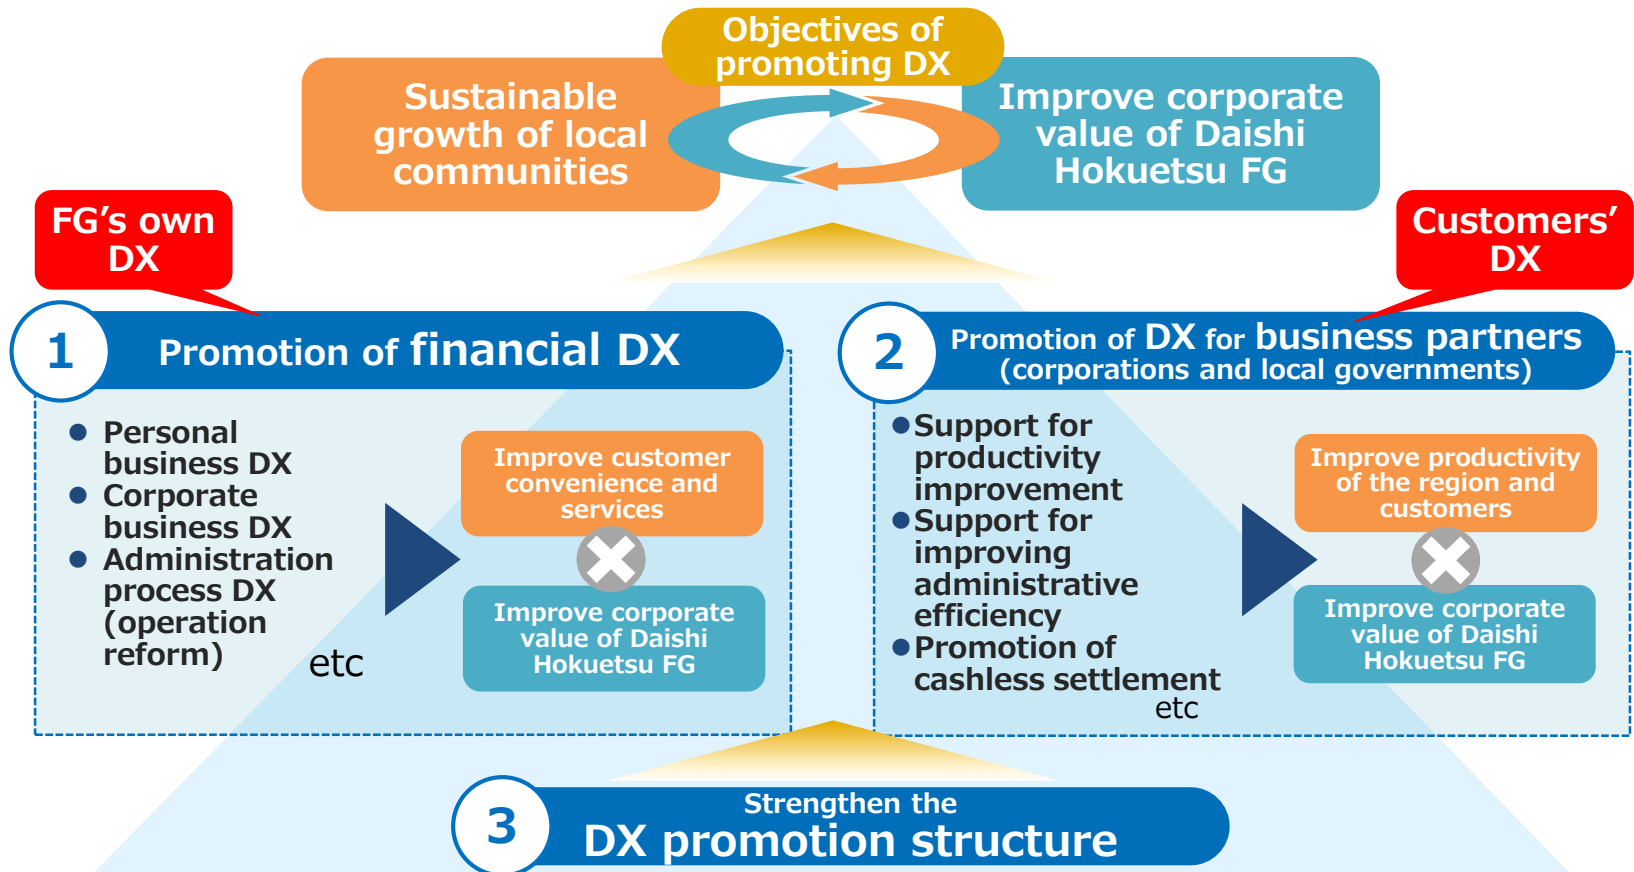 Objectives of
promoting DX
Sustainable
growth of local
communities
Improve corporate
value of Daishi
Hokuetsu FG
FG’s own
DX
Customers’
DX
1
Promotion of financial DX
● Personal
business DX
● Corporate
business DX
● Administration
process DX
(operation
reform)
etc
Improve customer
convenience and
services
Improve corporate
value of Daishi
Hokuetsu FG
2
Promotion of DX for business partners
(corporations and local governments)
●Support for
productivity
improvement
●Support for
improving
administrative
efficiency
●Promotion of
cashless settlement
etc
Improve productivity
of the region and
customers
Improve corporate
value of Daishi
Hokuetsu FG
3
Strengthen the
DX promotion structure